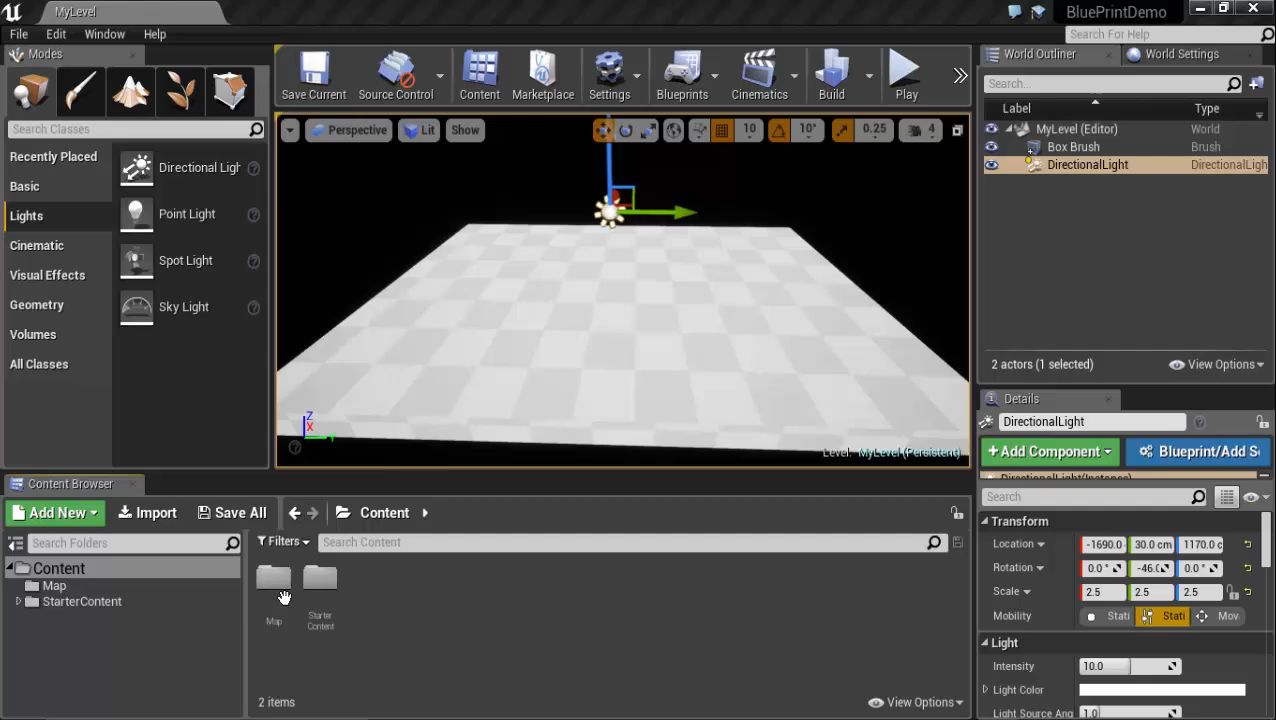 MyLevel
BluePrintDemo
File Edit Window Help
Search For Help
Modes
Search Classes
Recently Placed
Basic
Lights
Cinematic
Visual Effects
Geometry
Volumes
All Classes
Directional Ligh
Point Light
Spot Light
Sky Light
Save Current
Source Control
Content
Marketplace
Settings
Blueprints
Cinematics
Build
Play
Perspective
Lit
Show
10
10°
0.25
4
Z
X
Level: MyLevel (Persistent)
World Outliner
World Settings
Search...
Label Type
MyLevel (Editor) World
Box Brush Brush
DirectionalLight DirectionalLigh
2 actors (1 selected)
View Options
Details
DirectionalLight
+Add Component
Blueprint/Add S
DirectionalLight(Instance)
Search
Transform
Location -1690.0 30.0 cm 1170.0 c
Rotation 0.0 ° -46.0 0.0 °
Scale 2.5 2.5 2.5
Mobility Stati Stati Mov
Light
Intensity 10.0
Light Color
Light Source Ang 1.0
Content Browser
Add New
Import
Save All
Content
Search Folders
Filters
Search Content
Content
Map
StarterContent
Map
Starter
Content
2 items
View Options